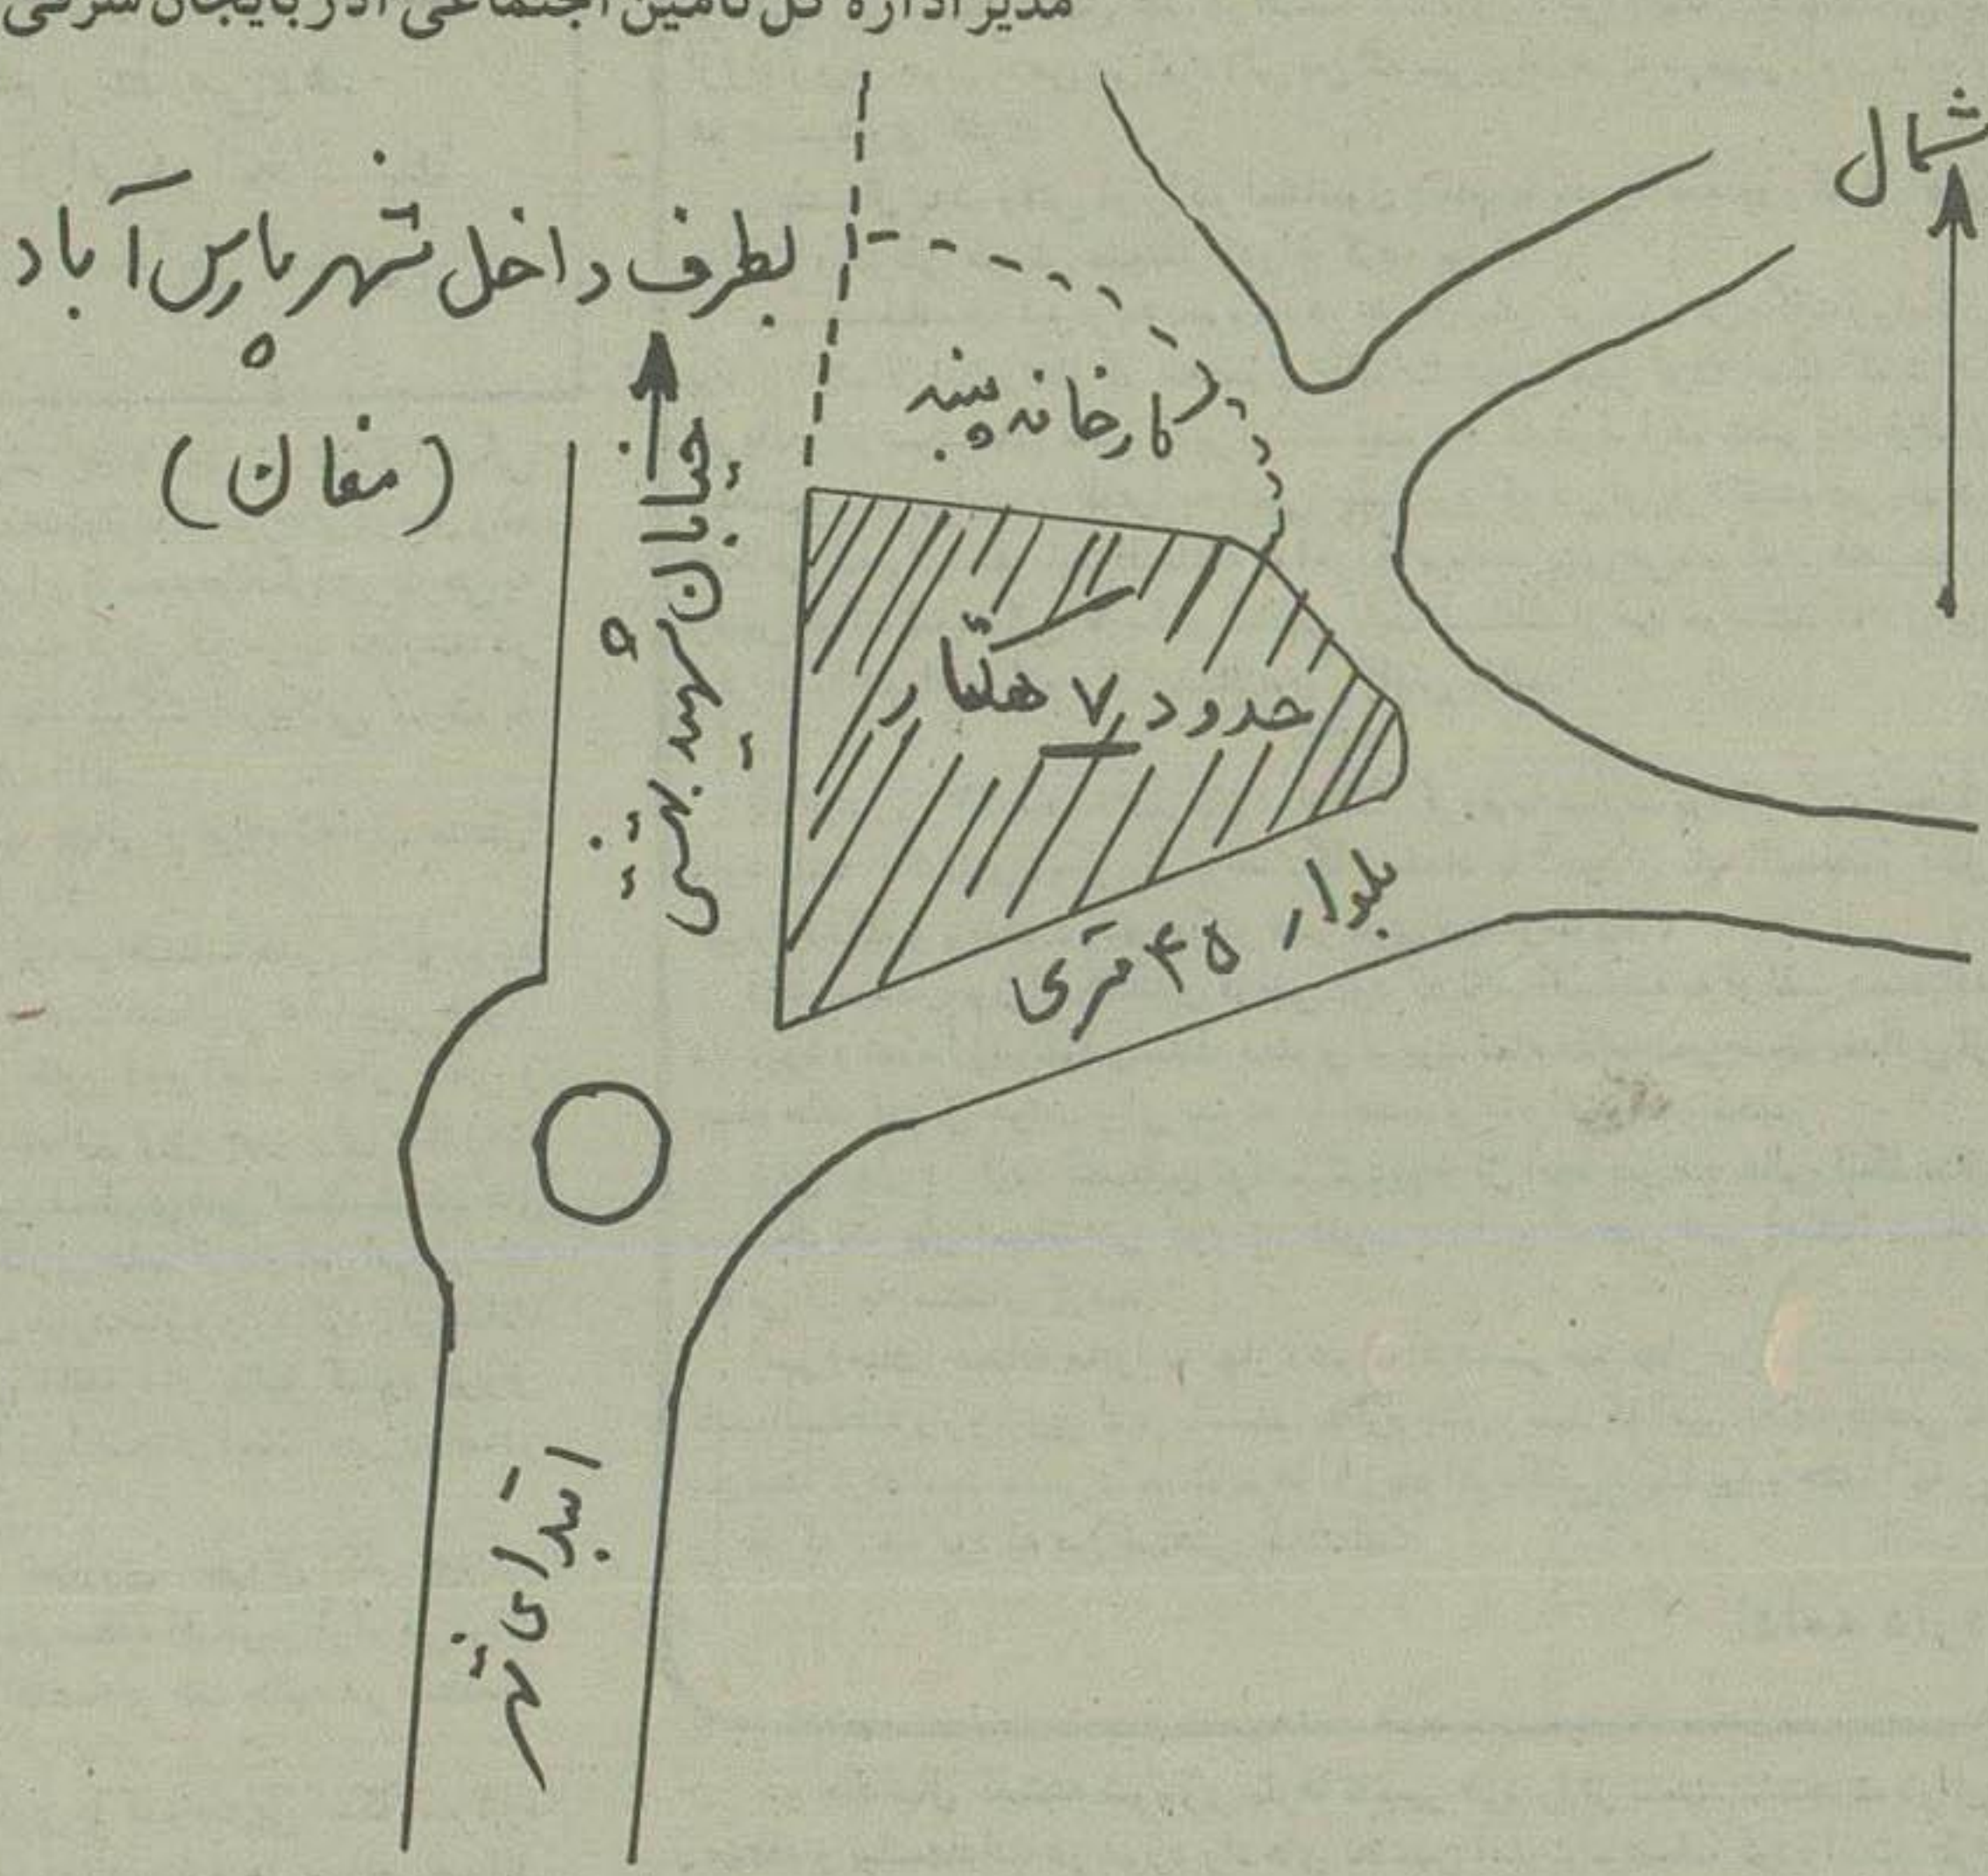 مدیر اداره کل تامین اجتماعی آذربایجان شرقی
شمال
بطرف داخل شهر پارس آباد
(مغان)
کارخانه پنبه
خیابان شهید بهشتی
حدود ۷ هکتار
بلوار ۴۵ متری
ابتدای شهر